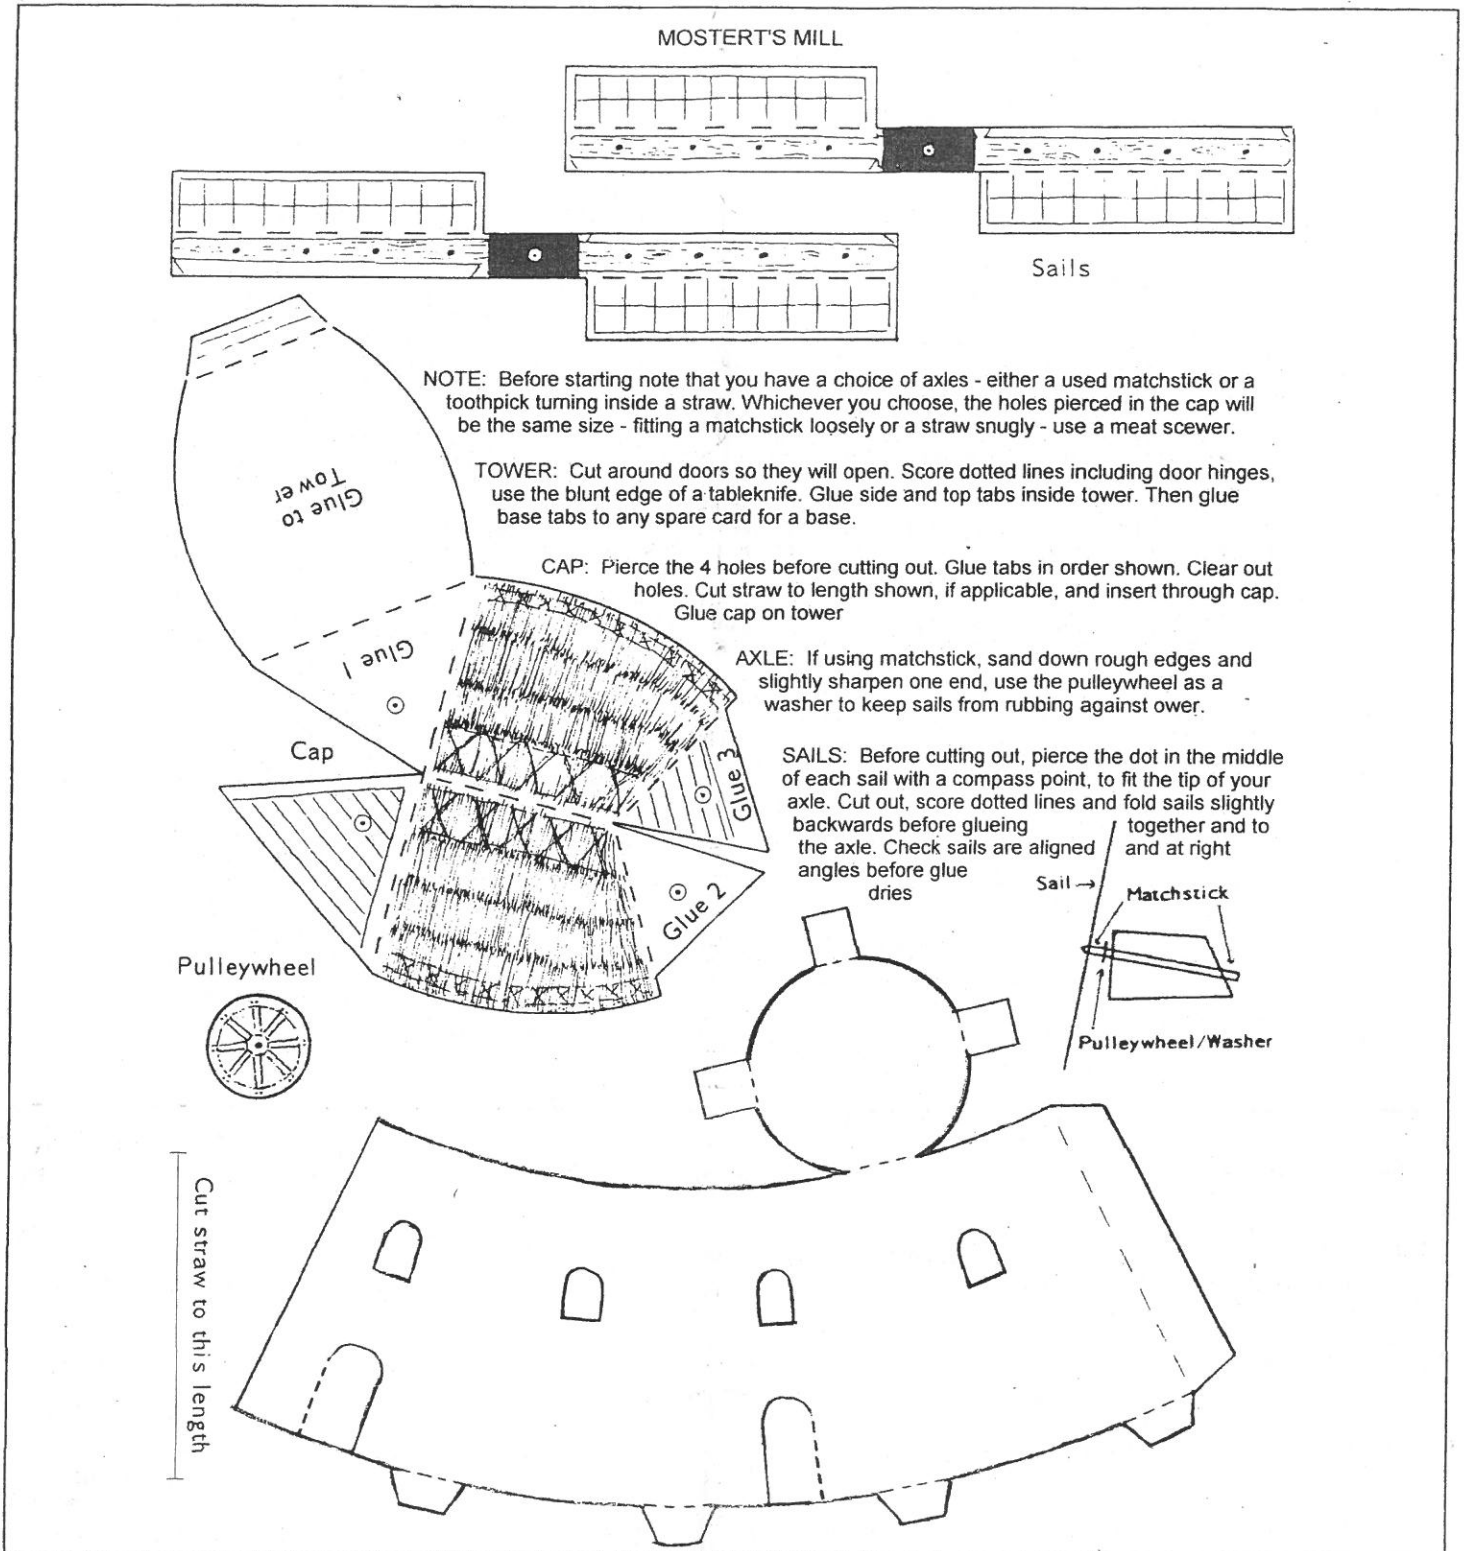 MOSTERT'S MILL
Sails
NOTE: Before starting note that you have a choice of axles - either a used matchstick or a
toothpick turning inside a straw. Whichever you choose, the holes pierced in the cap will
be the same size - fitting a matchstick loosely or a straw snugly - use a meat scewer.
Glue to
Tower
TOWER: Cut around doors so they will open. Score dotted lines including door hinges,
use the blunt edge of a tableknife. Glue side and top tabs inside tower. Then glue
base tabs to any spare card for a base.
CAP: Pierce the 4 holes before cutting out. Glue tabs in order shown. Clear out
holes. Cut straw to length shown, if applicable, and insert through cap.
Glue cap on tower
Glue 1
AXLE: If using matchstick, sand down rough edges and
slightly sharpen one end, use the pulleywheel as a
washer to keep sails from rubbing against ower.
Cap
Glue 3
SAILS: Before cutting out, pierce the dot in the middle
of each sail with a compass point, to fit the tip of your
axle. Cut out, score dotted lines and fold sails slightly
backwards before glueing together and to
the axle. Check sails are aligned and at right
angles before glue
dries
Glue 2
Sail
Matchstick
Pulleywheel
Pulleywheel/Washer
Cut straw to this length